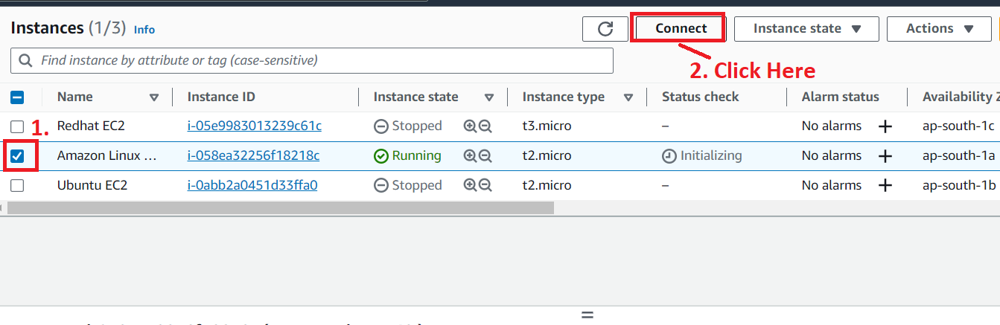 Instances (1/3) Info
Connect
Instance state
Actions
Find instance by attribute or tag (case-sensitive)
2. Click Here
Name Instance ID Instance state Instance type Status check Alarm status Availability Z
1.
Redhat EC2 i-05e9983013239c61c Stopped t3.micro – No alarms + ap-south-1c
Amazon Linux ... i-058ea32256f18218c Running t2.micro Initializing No alarms + ap-south-1a
Ubuntu EC2 i-0abb2a0451d33ffa0 Stopped t2.micro – No alarms + ap-south-1b